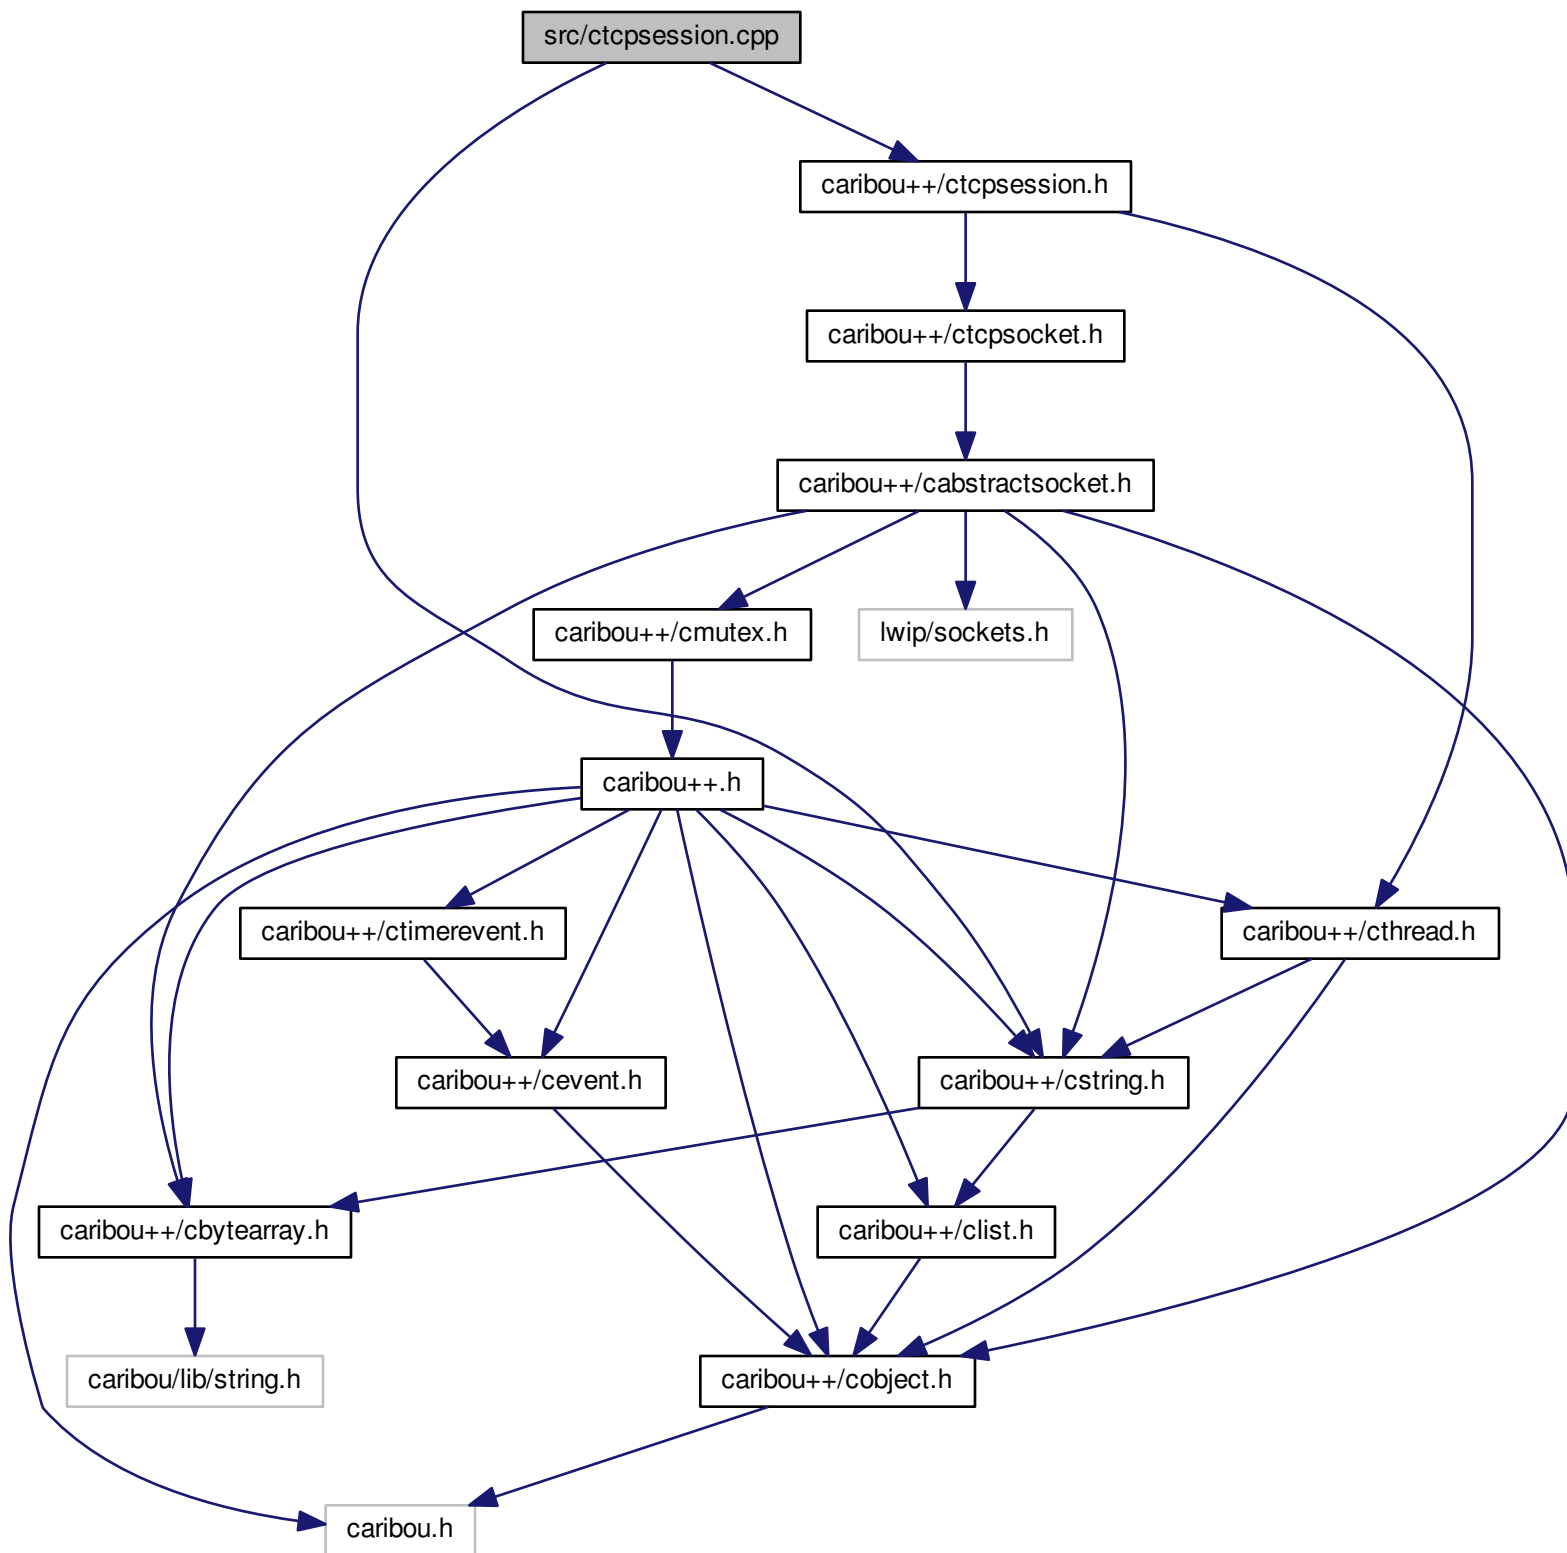 src/ctcpsession.cpp
caribou++/ctcpsession.h
caribou++/ctcpsocket.h
caribou++/cabstractsocket.h
caribou++/cmutex.h
lwip/sockets.h
caribou++.h
caribou++/ctimerevent.h
caribou++/cthread.h
caribou++/cevent.h
caribou++/cstring.h
caribou++/cbytearray.h
caribou++/clist.h
caribou/lib/string.h
caribou++/cobject.h
caribou.h